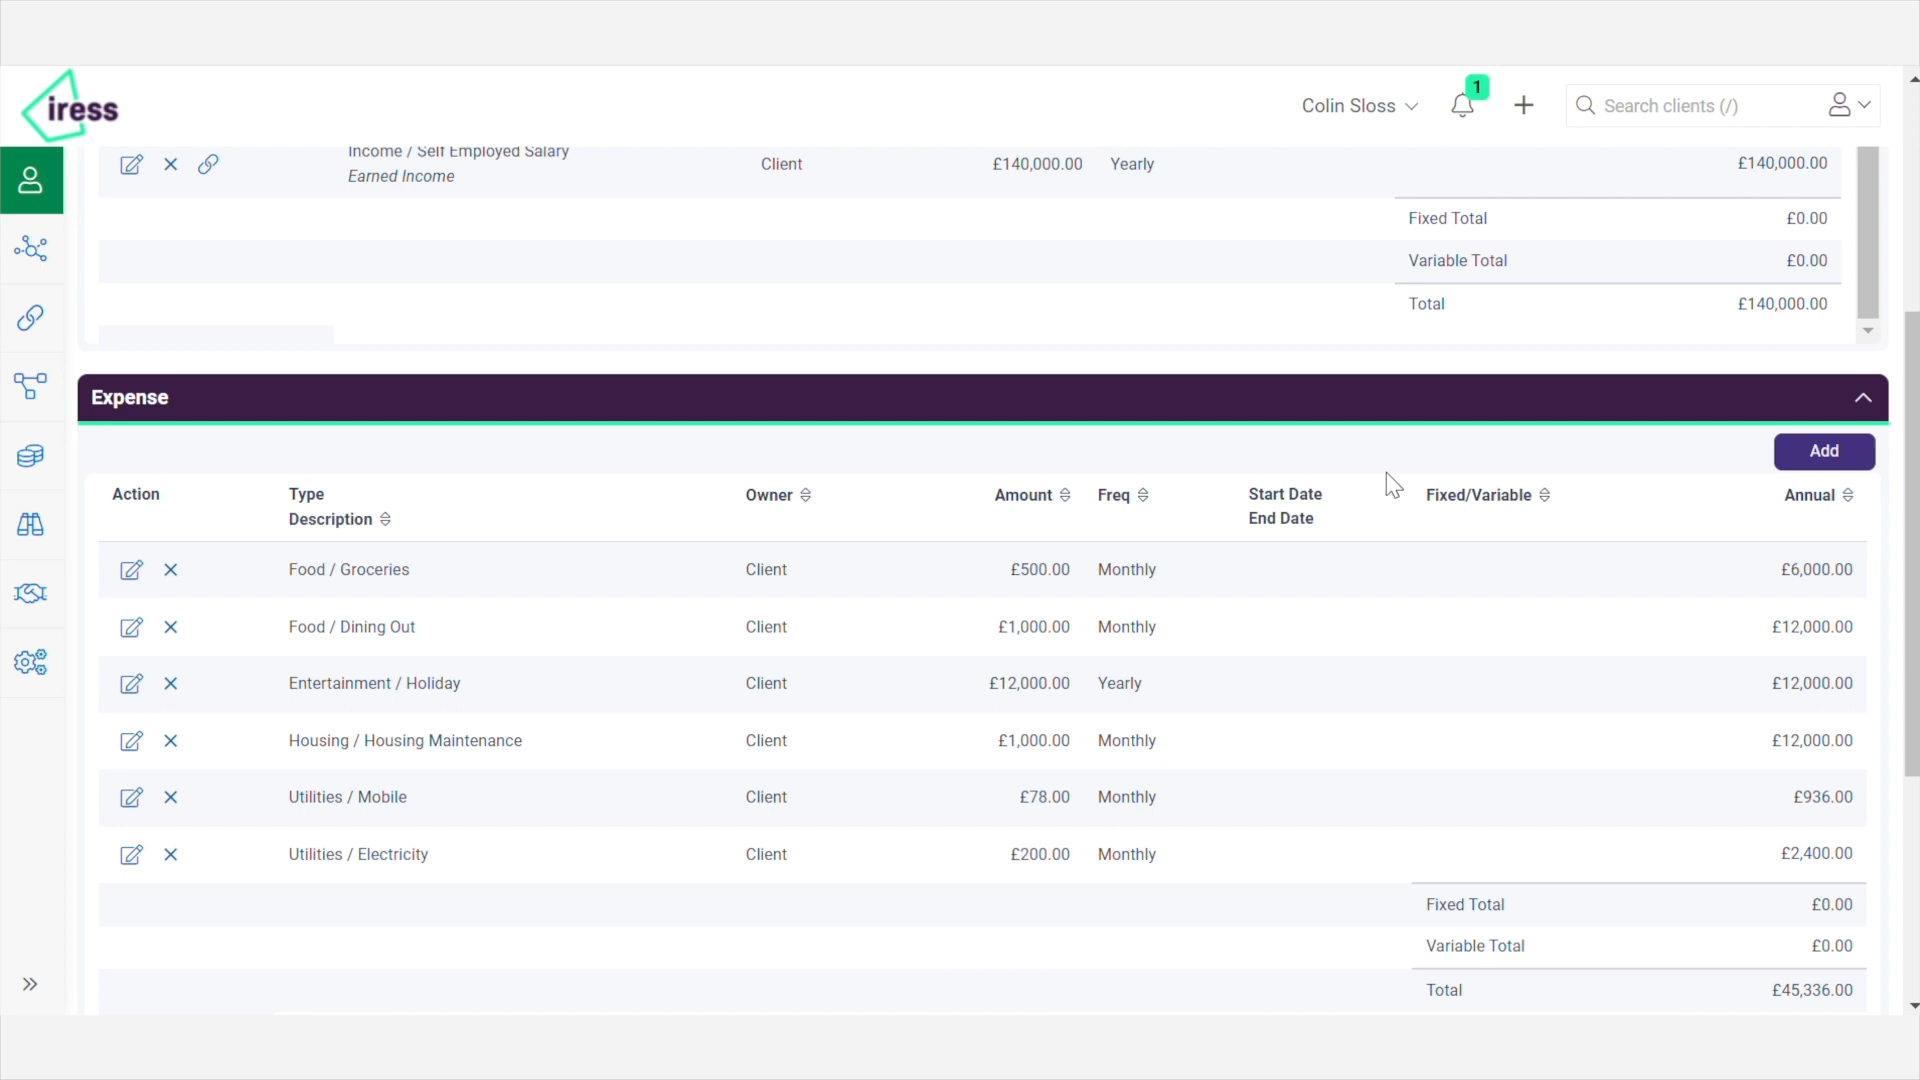 iress
Colin Sloss
1
Search clients (/)
Income / Self Employed Salary
Earned Income
Client £140,000.00 Yearly £140,000.00
Fixed Total £0.00
Variable Total £0.00
Total £140,000.00
Expense
Add
Action Type Owner Amount Freq Start Date Fixed/Variable Annual
Description End Date
Food / Groceries Client £500.00 Monthly £6,000.00
Food / Dining Out Client £1,000.00 Monthly £12,000.00
Entertainment / Holiday Client £12,000.00 Yearly £12,000.00
Housing / Housing Maintenance Client £1,000.00 Monthly £12,000.00
Utilities / Mobile Client £78.00 Monthly £936.00
Utilities / Electricity Client £200.00 Monthly £2,400.00
Fixed Total £0.00
Variable Total £0.00
Total £45,336.00